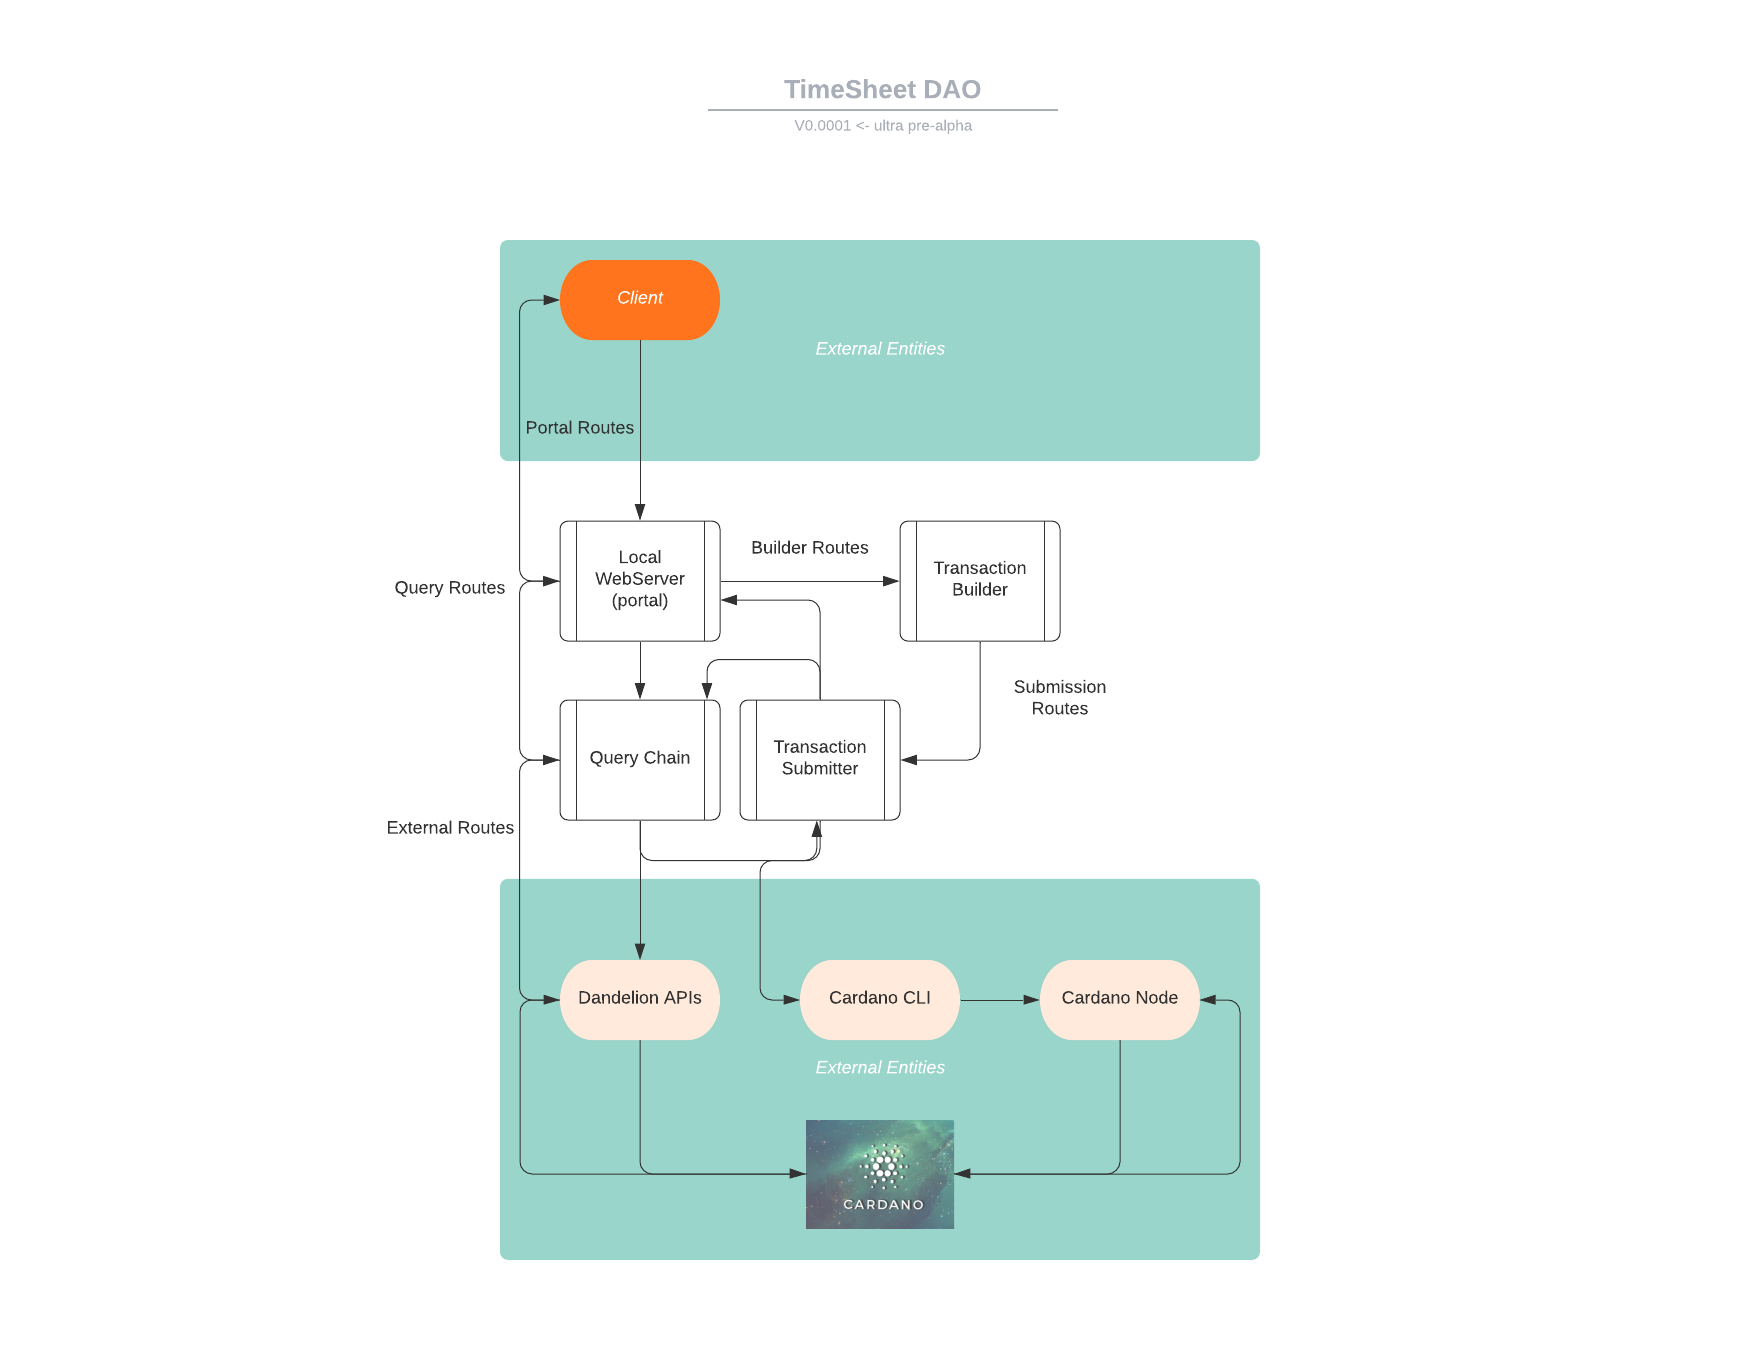 TimeSheet DAO
V0.0001 <- ultra pre-alpha
Client
External Entities
Portal Routes
Local
WebServer
(portal)
Builder Routes
Transaction
Builder
Query Routes
Submission
Routes
Query Chain
Transaction
Submitter
External Routes
Dandelion APIs
Cardano CLI
Cardano Node
External Entities
CARDANO